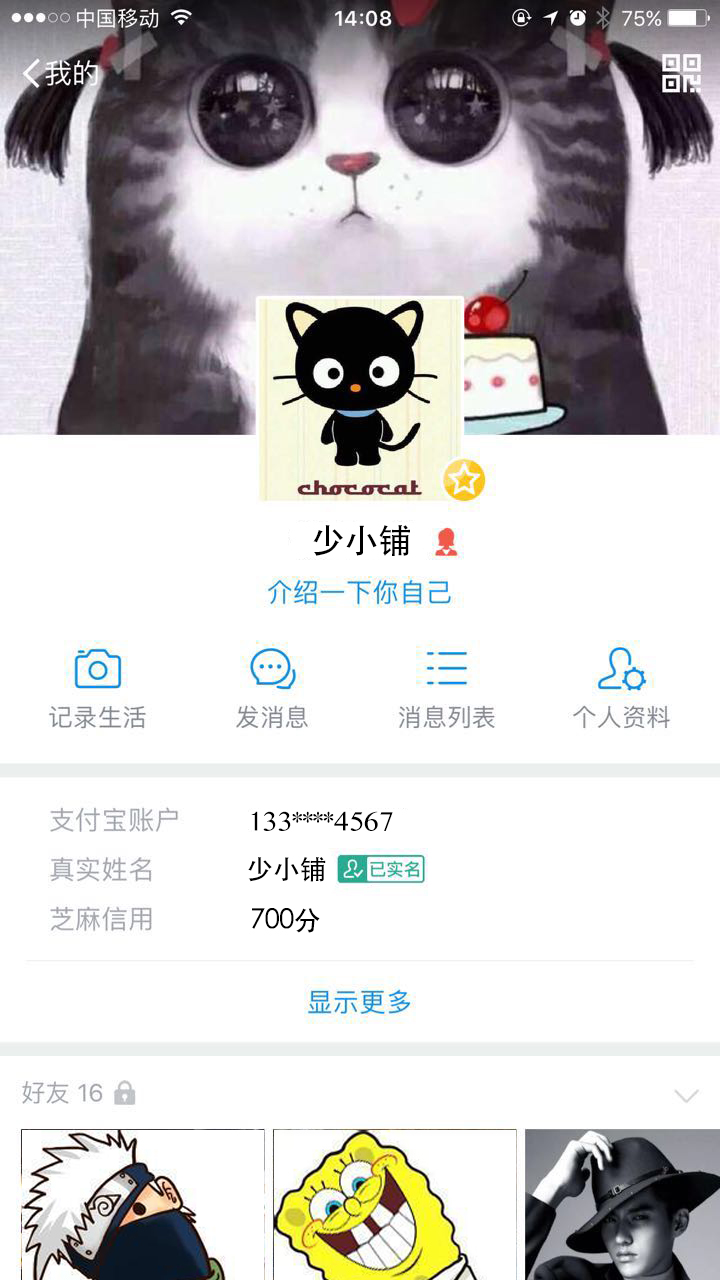 中国移动 14:08 75%
我的
chococat
少小铺
介绍一下你自己
记录生活 发消息 消息列表 个人资料
支付宝账户 133****4567
真实姓名 少小铺 已实名
芝麻信用 700分
显示更多
好友 16